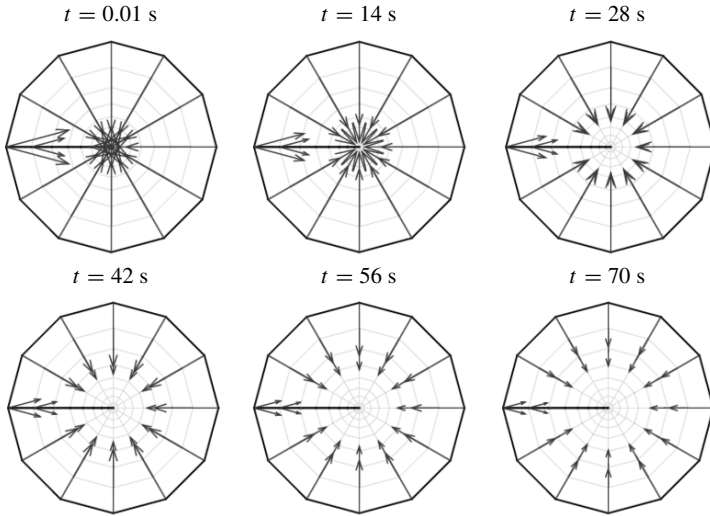 t = 0.01 s
t = 14 s
t = 28 s
t = 42 s
t = 56 s
t = 70 s